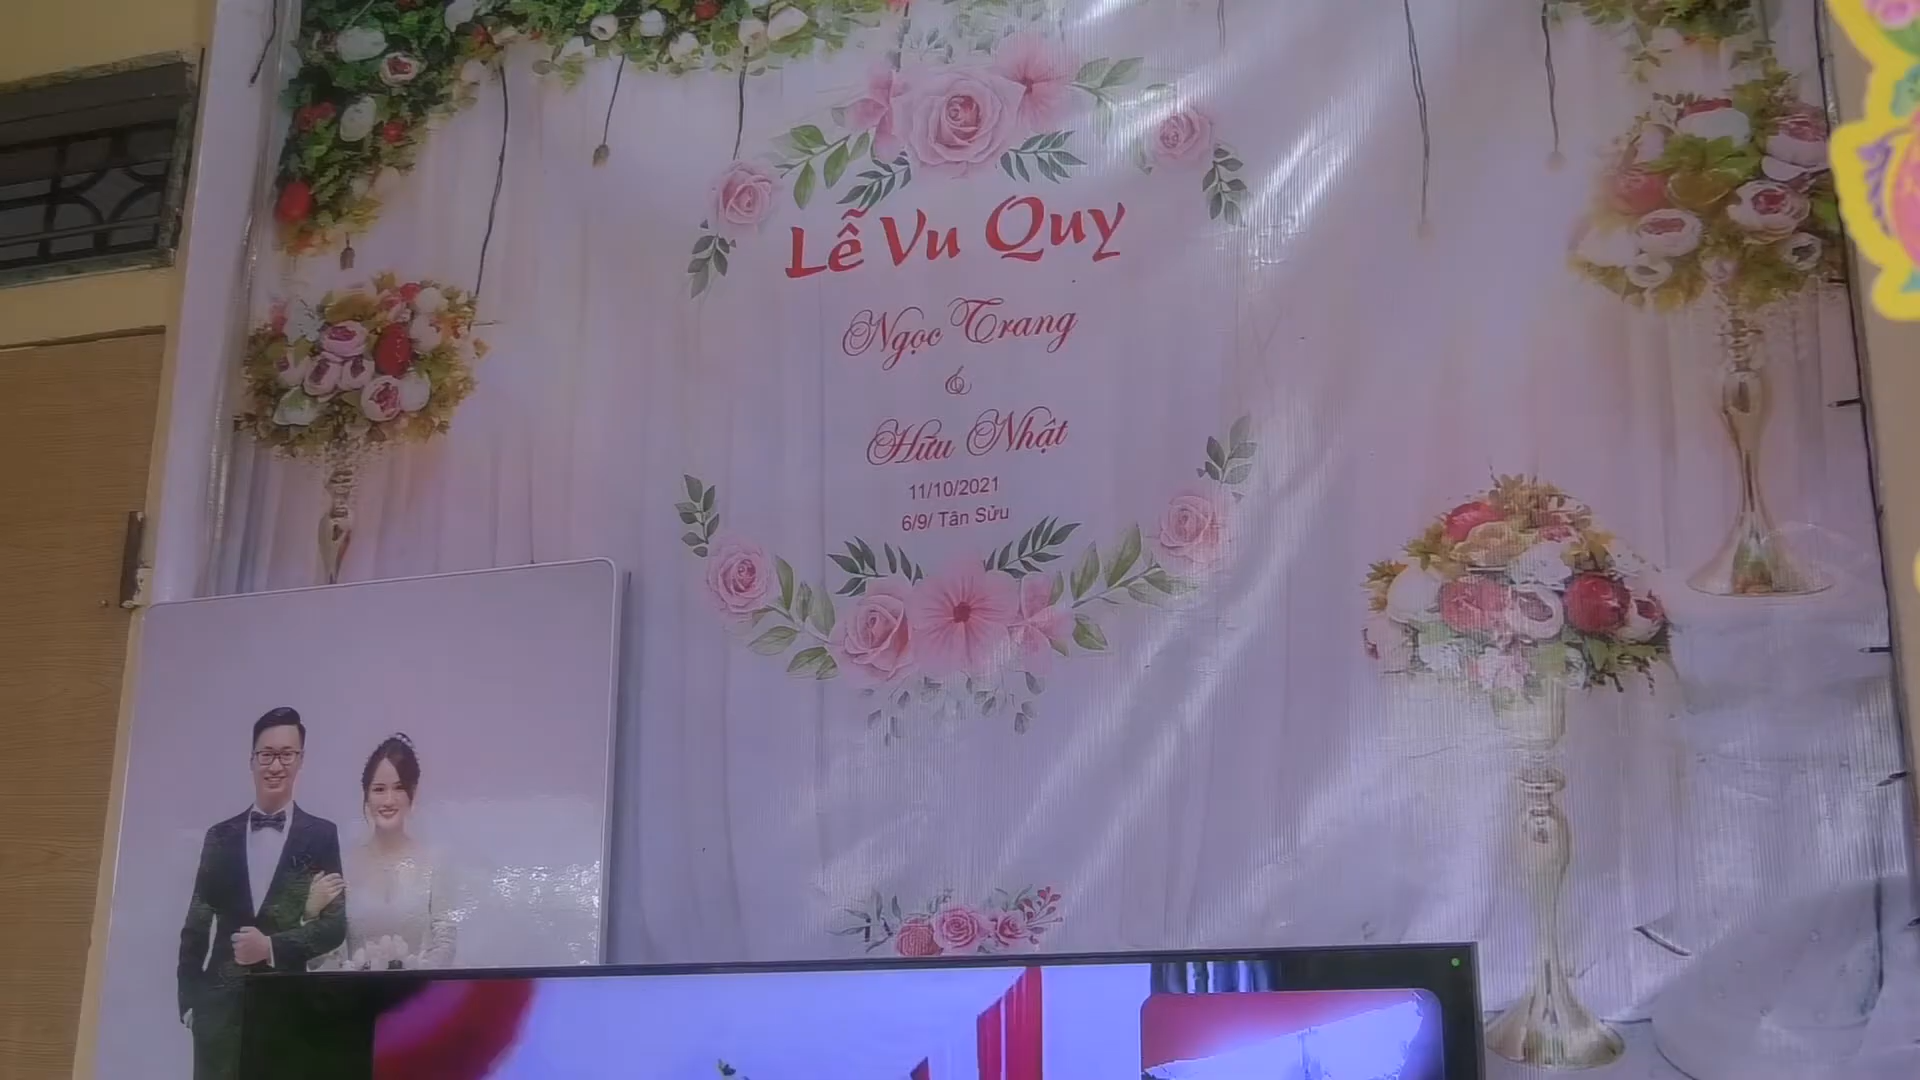 Lễ Vu Quy
Ngọc Trang
&
Hữu Nhật
11/10/2021
6/9/ Tân Sửu